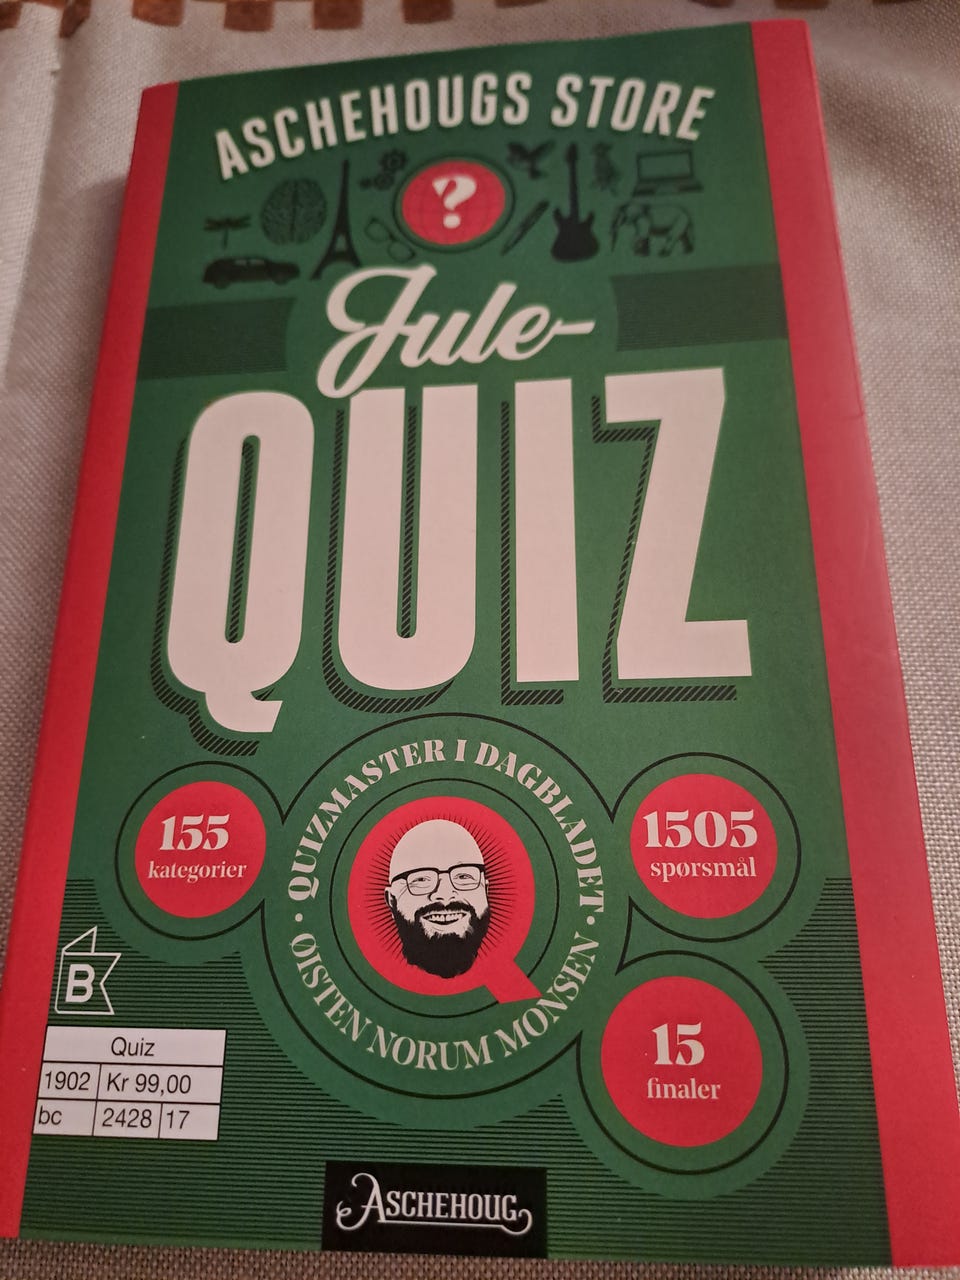 ASCHEHOUGS STORE
?
Jule-
QUIZ
155
kategorier
• QUIZMASTER I DAGBLADET •
ØISTEN NORUM MONSEN
1505
spørsmål
15
finaler
B
Quiz
1902 Kr 99,00
bc 2428 17
ASCHEHOUG